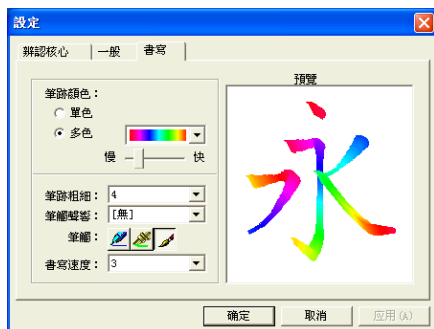 設定
辨認核心 一般 書寫
筆跡顏色：
單色
多色
慢 快
筆跡粗細： 4
筆觸聲響： [無]
筆觸：
書寫速度： 3
預覽
永
确定 取消 应用(A)